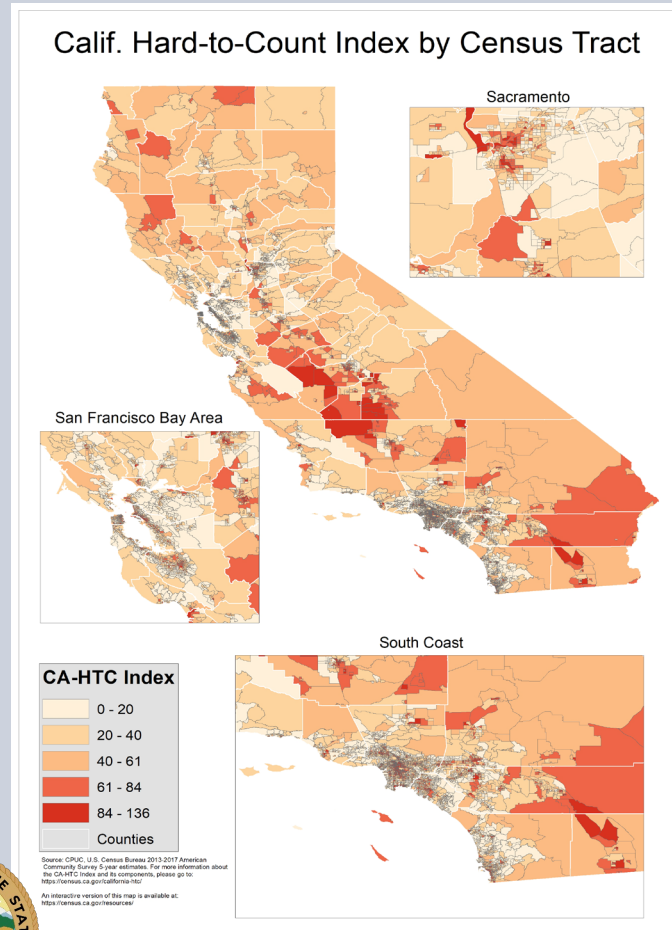 Calif. Hard-to-Count Index by Census Tract
Sacramento
San Francisco Bay Area
South Coast
CA-HTC Index
0 - 20
20 - 40
40 - 61
61 - 84
84 - 136
Counties
Source: CPUC, U.S. Census Bureau 2013-2017 American
Community Survey 5-year estimates. For more information about
the CA-HTC Index and its components, please go to:
https://census.ca.gov/california-htc/
An interactive version of this map is available at:
https://census.ca.gov/resources/
E STAT